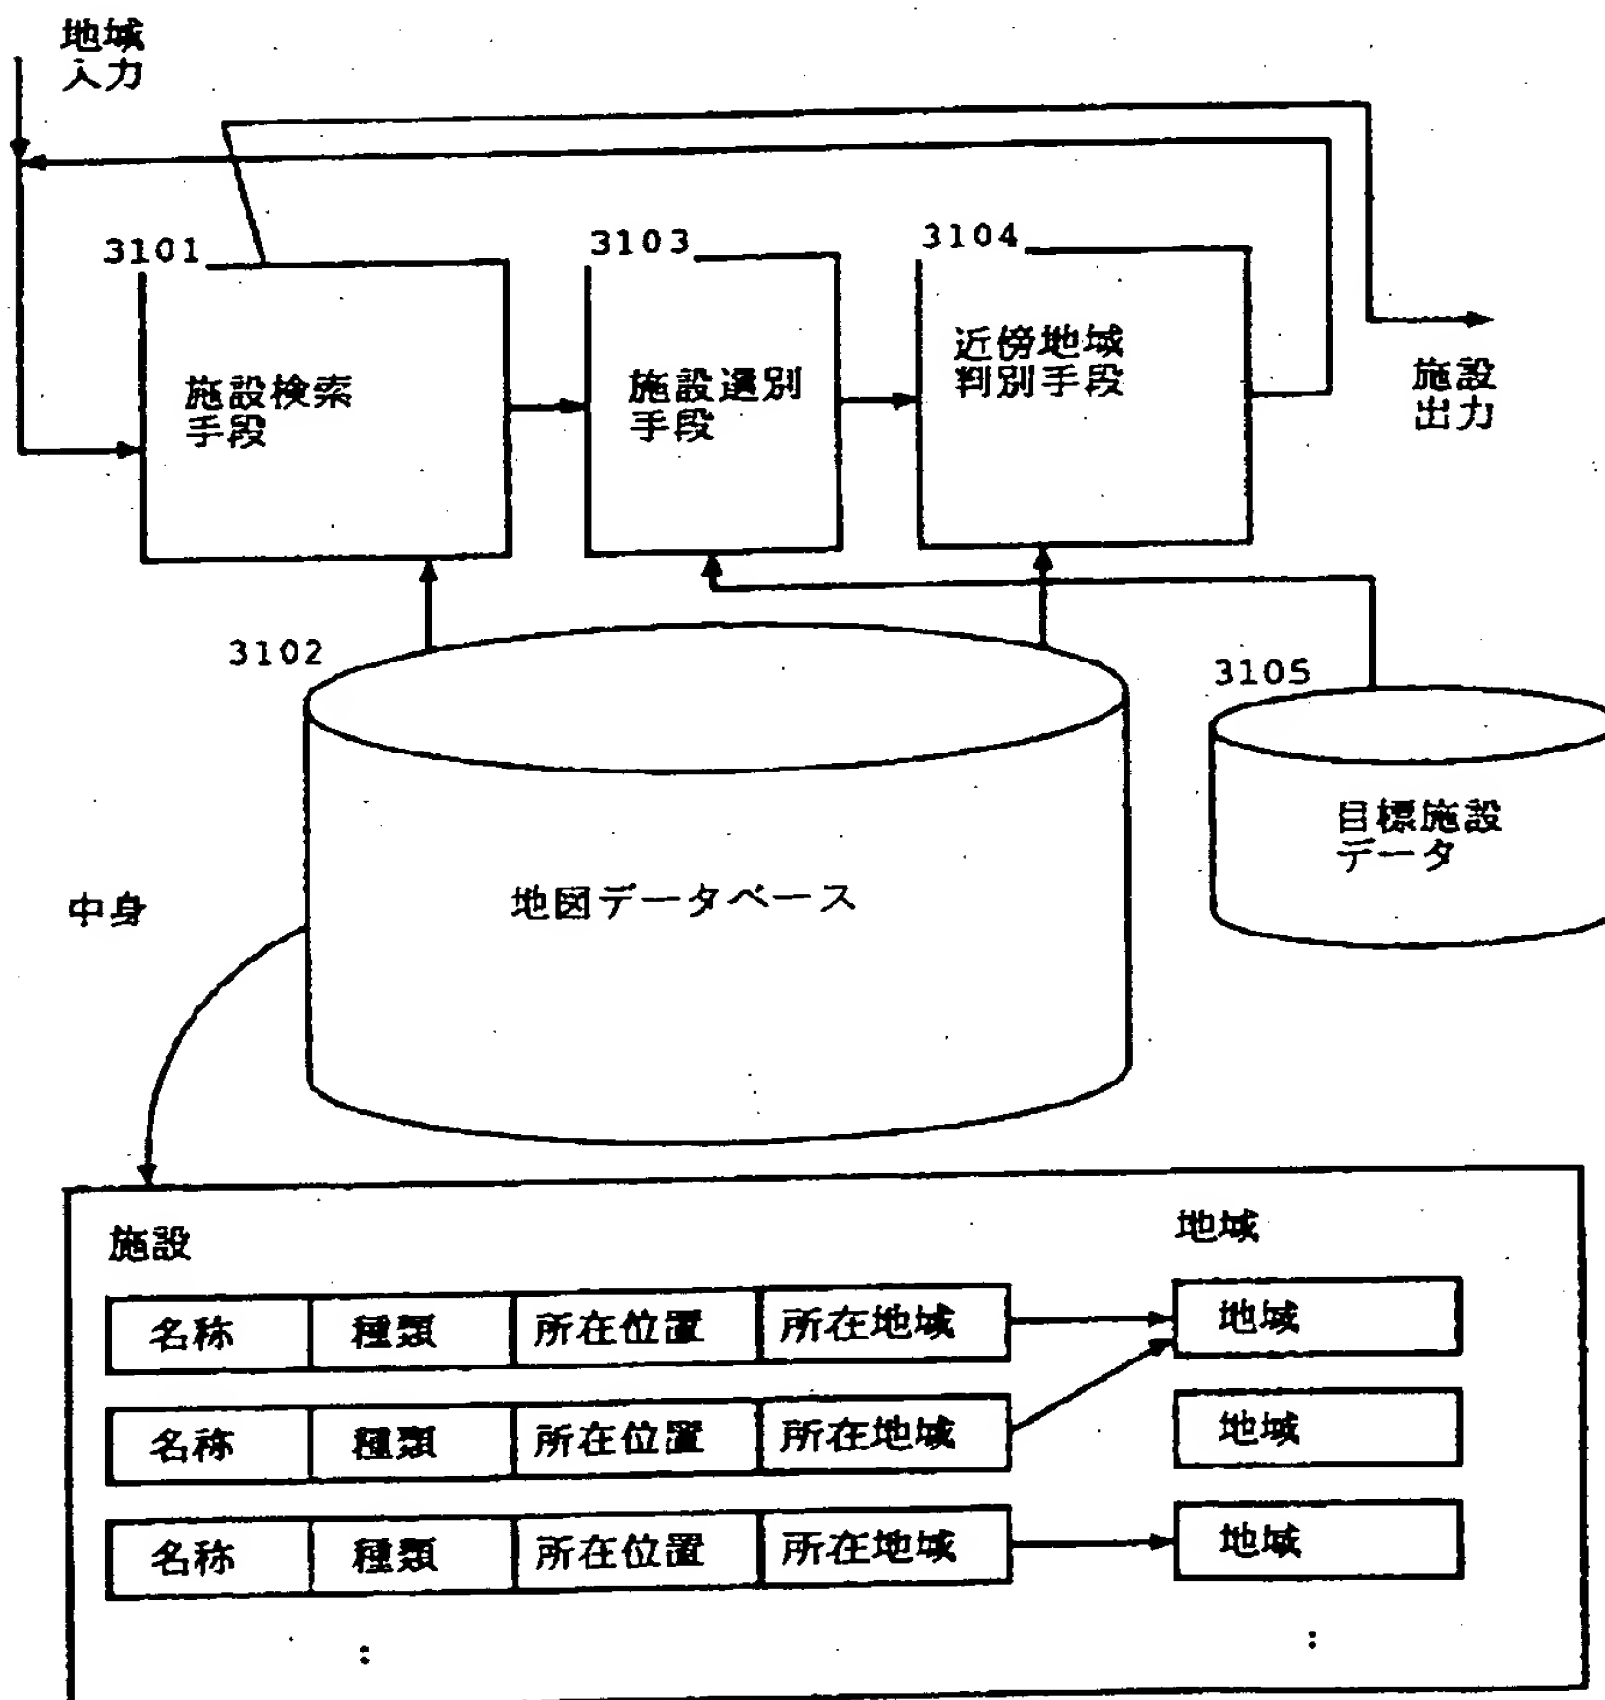 地域
入力
3101
3103
3104
施設検索
手段
施設選別
手段
近傍地域
判別手段
施設
出力
3102
3105
地図データベース
目標施設
データ
中身
施設
地域
名称 種類 所在位置 所在地域 地域
名称 種類 所在位置 所在地域 地域
名称 種類 所在位置 所在地域 地域
: :